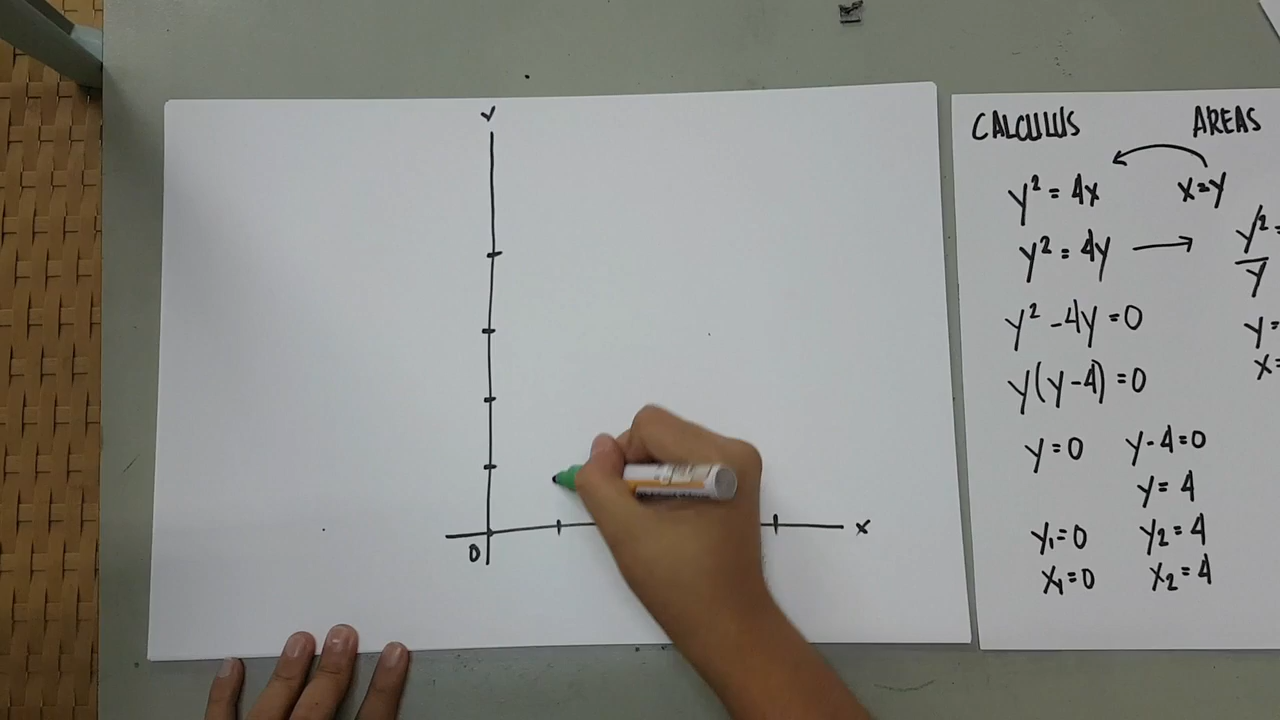 Y
0
X
CALCULUS AREAS
y² = 4x x=y
y² = 4y → y² =
y
y² - 4y = 0
y =
y(y-4) = 0
x =
y = 0 y-4=0
y = 4
y₁=0 y₂=4
x₁=0 x₂=4